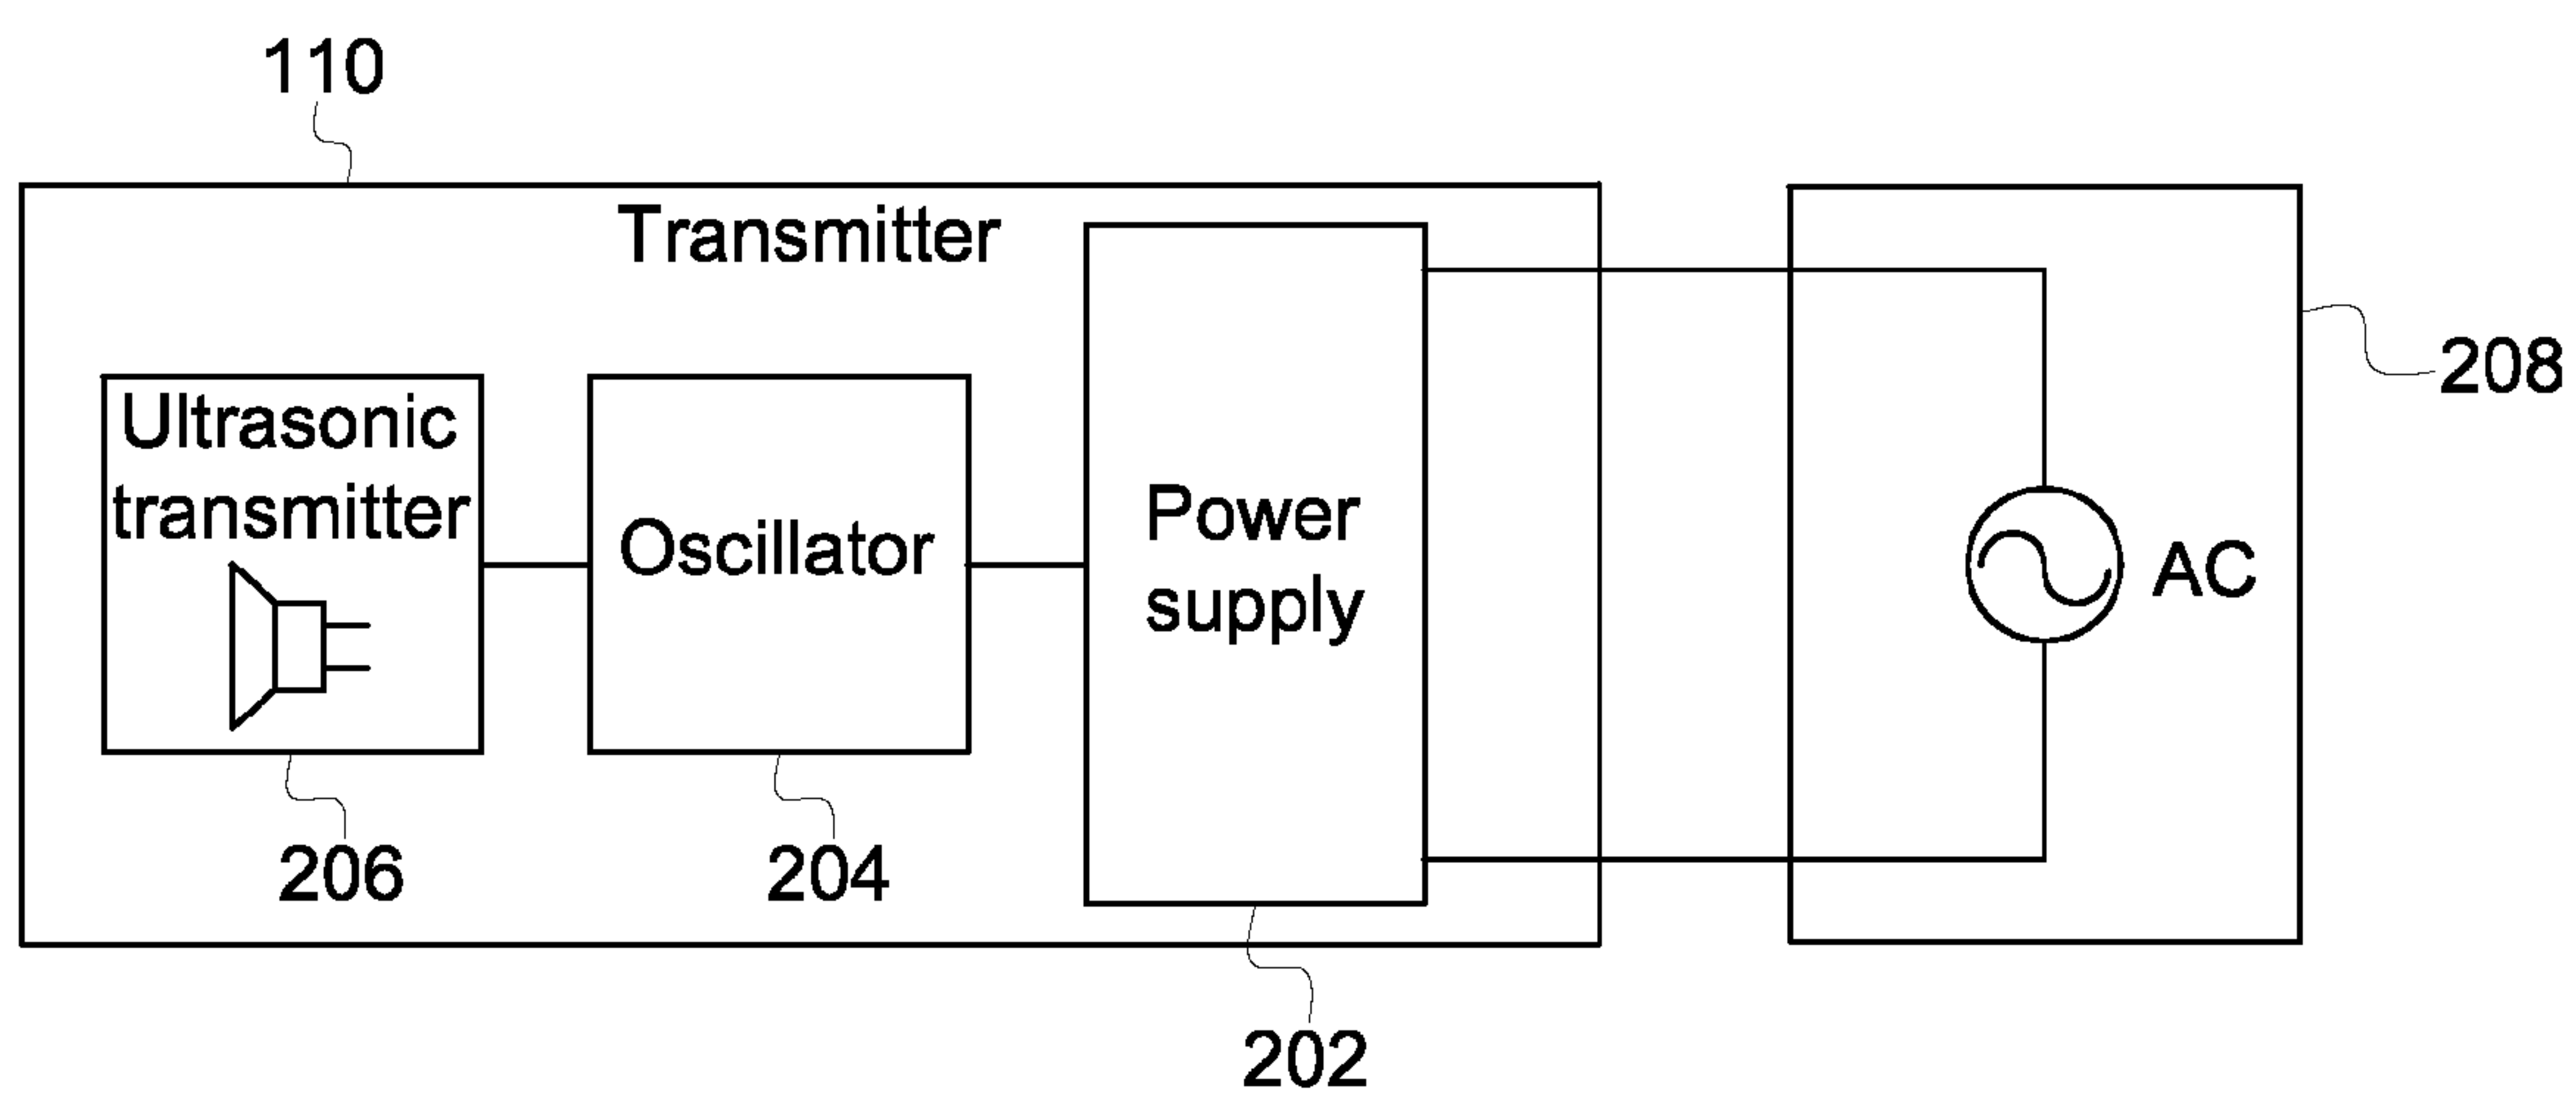 110
Transmitter
208
Ultrasonic
transmitter
Oscillator
Power
supply
AC
206
204
202